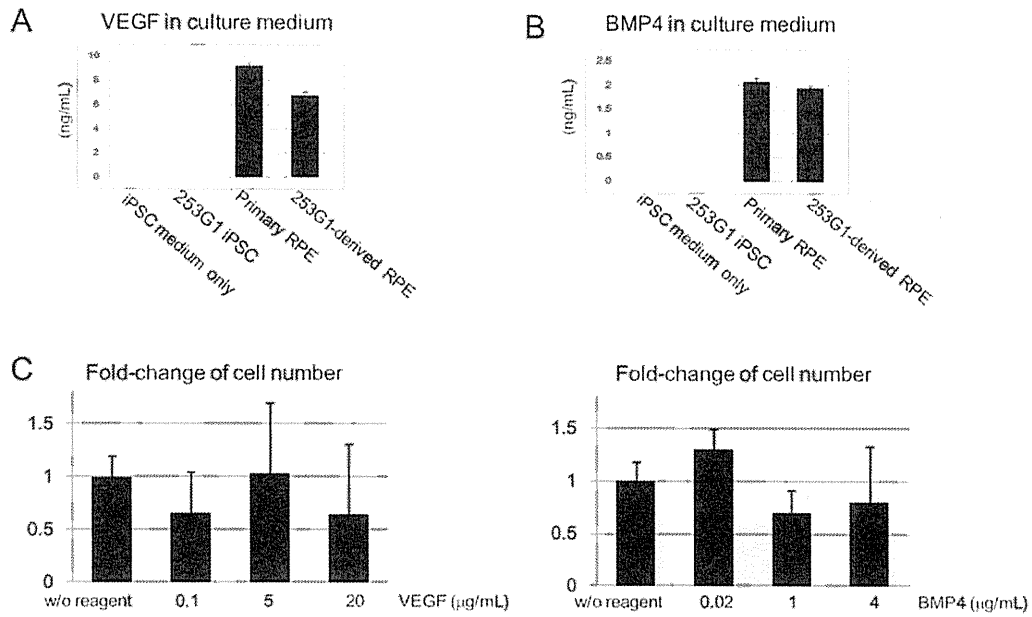 A
VEGF in culture medium
(ng/mL)
10
8
6
4
2
0
iPSC medium only
253G1 iPSC
Primary RPE
253G1-derived RPE
B
BMP4 in culture medium
(ng/mL)
2.5
2
1.5
1
0.5
0
iPSC medium only
253G1 iPSC
Primary RPE
253G1-derived RPE
C
Fold-change of cell number
1.5
1
0.5
0
w/o reagent 0.1 5 20 VEGF (μg/mL)
Fold-change of cell number
1.5
1
0.5
0
w/o reagent 0.02 1 4 BMP4 (μg/mL)